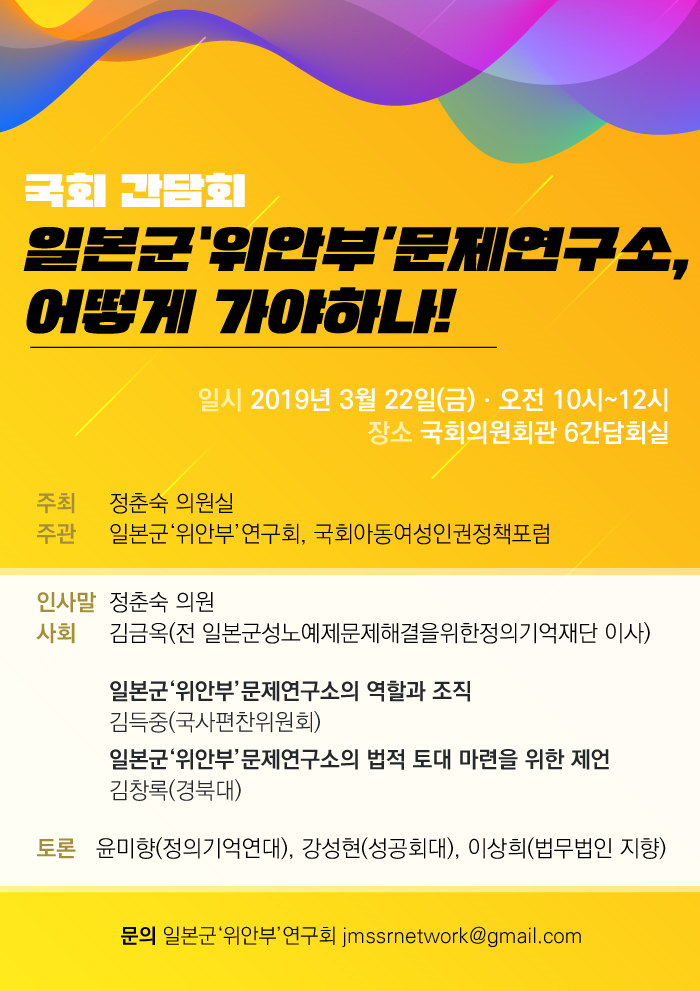 국회 간담회
일본군‘위안부’문제연구소,
어떻게 가야하나!
일시 2019년 3월 22일(금) · 오전 10시~12시
장소 국회의원회관 6간담회실
주최 정춘숙 의원실
주관 일본군‘위안부’연구회, 국회아동여성인권정책포럼
인사말 정춘숙 의원
사회 김금옥(전 일본군성노예제문제해결을위한정의기억재단 이사)
일본군‘위안부’문제연구소의 역할과 조직
김득중(국사편찬위원회)
일본군‘위안부’문제연구소의 법적 토대 마련을 위한 제언
김창록(경북대)
토론 윤미향(정의기억연대), 강성현(성공회대), 이상희(법무법인 지향)
문의 일본군‘위안부’연구회 jmssrnetwork@gmail.com